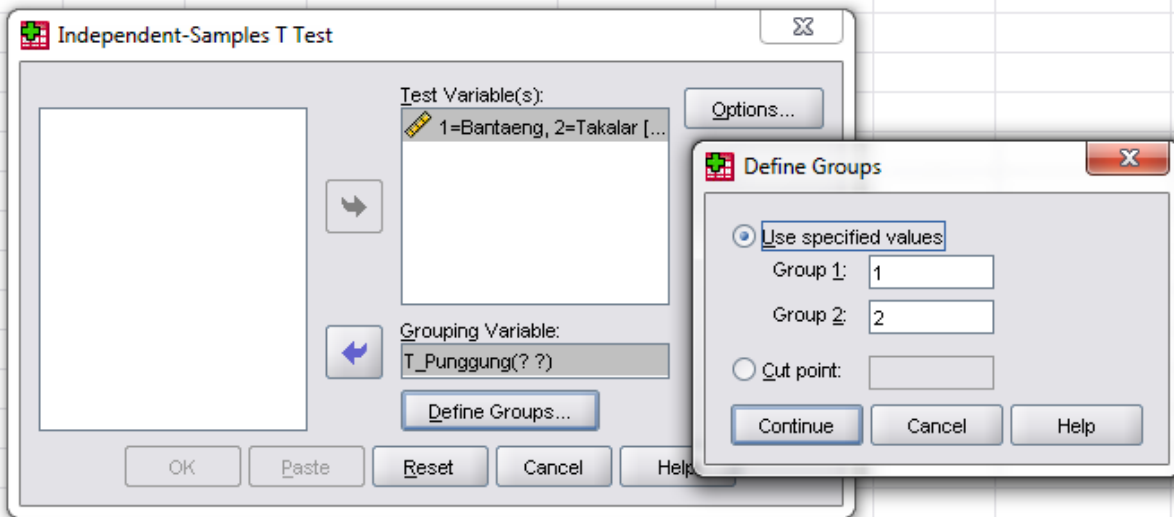 Independent-Samples T Test
Test Variable(s):
1=Bantaeng, 2=Takalar [...
Options...
Grouping Variable:
T_Punggung(? ?)
Define Groups...
OK
Paste
Reset
Cancel
Help
Define Groups
Use specified values
Group 1:
1
Group 2:
2
Cut point:
Continue
Cancel
Help